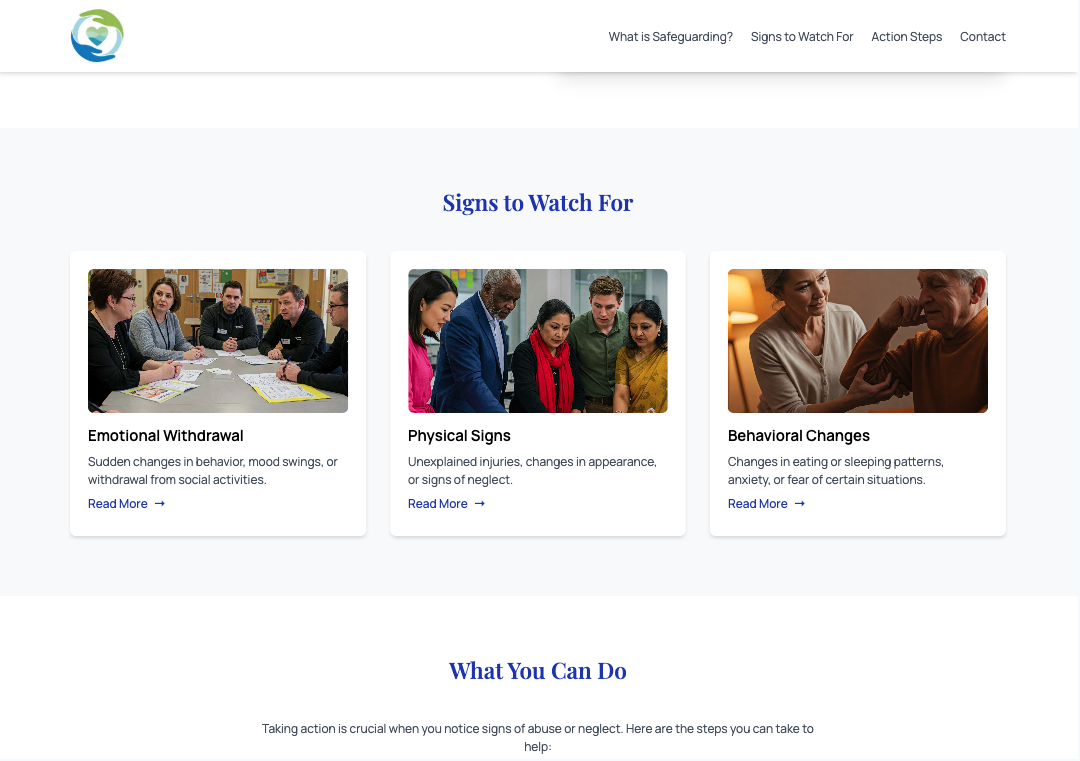 What is Safeguarding? Signs to Watch For Action Steps Contact
Signs to Watch For
Emotional Withdrawal
Sudden changes in behavior, mood swings, or
withdrawal from social activities.
Read More →
Physical Signs
Unexplained injuries, changes in appearance,
or signs of neglect.
Read More →
Behavioral Changes
Changes in eating or sleeping patterns,
anxiety, or fear of certain situations.
Read More →
What You Can Do
Taking action is crucial when you notice signs of abuse or neglect. Here are the steps you can take to
help: